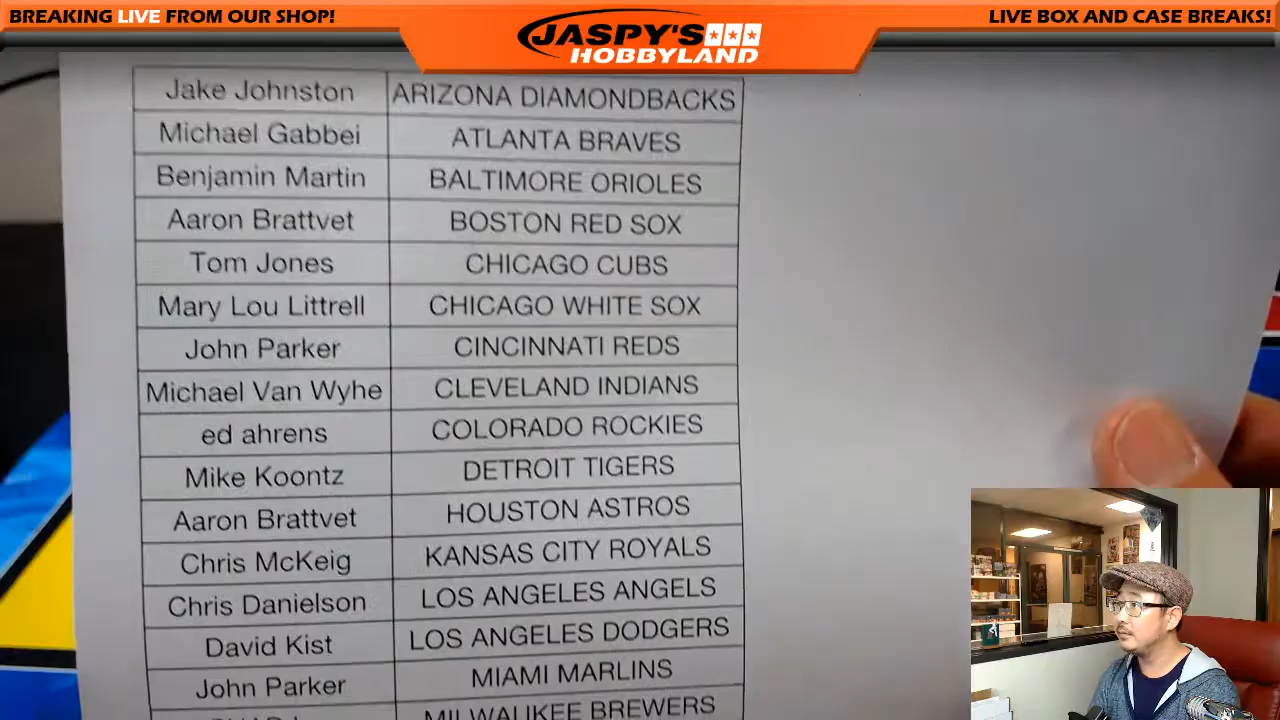 BREAKING LIVE FROM OUR SHOP!
JASPY'S
HOBBYLAND
LIVE BOX AND CASE BREAKS!
Jake Johnston ARIZONA DIAMONDBACKS
Michael Gabbei ATLANTA BRAVES
Benjamin Martin BALTIMORE ORIOLES
Aaron Brattvet BOSTON RED SOX
Tom Jones CHICAGO CUBS
Mary Lou Littrell CHICAGO WHITE SOX
John Parker CINCINNATI REDS
Michael Van Wyhe CLEVELAND INDIANS
ed ahrens COLORADO ROCKIES
Mike Koontz DETROIT TIGERS
Aaron Brattvet HOUSTON ASTROS
Chris McKeig KANSAS CITY ROYALS
Chris Danielson LOS ANGELES ANGELS
David Kist LOS ANGELES DODGERS
John Parker MIAMI MARLINS
MILWAUKEE BREWERS